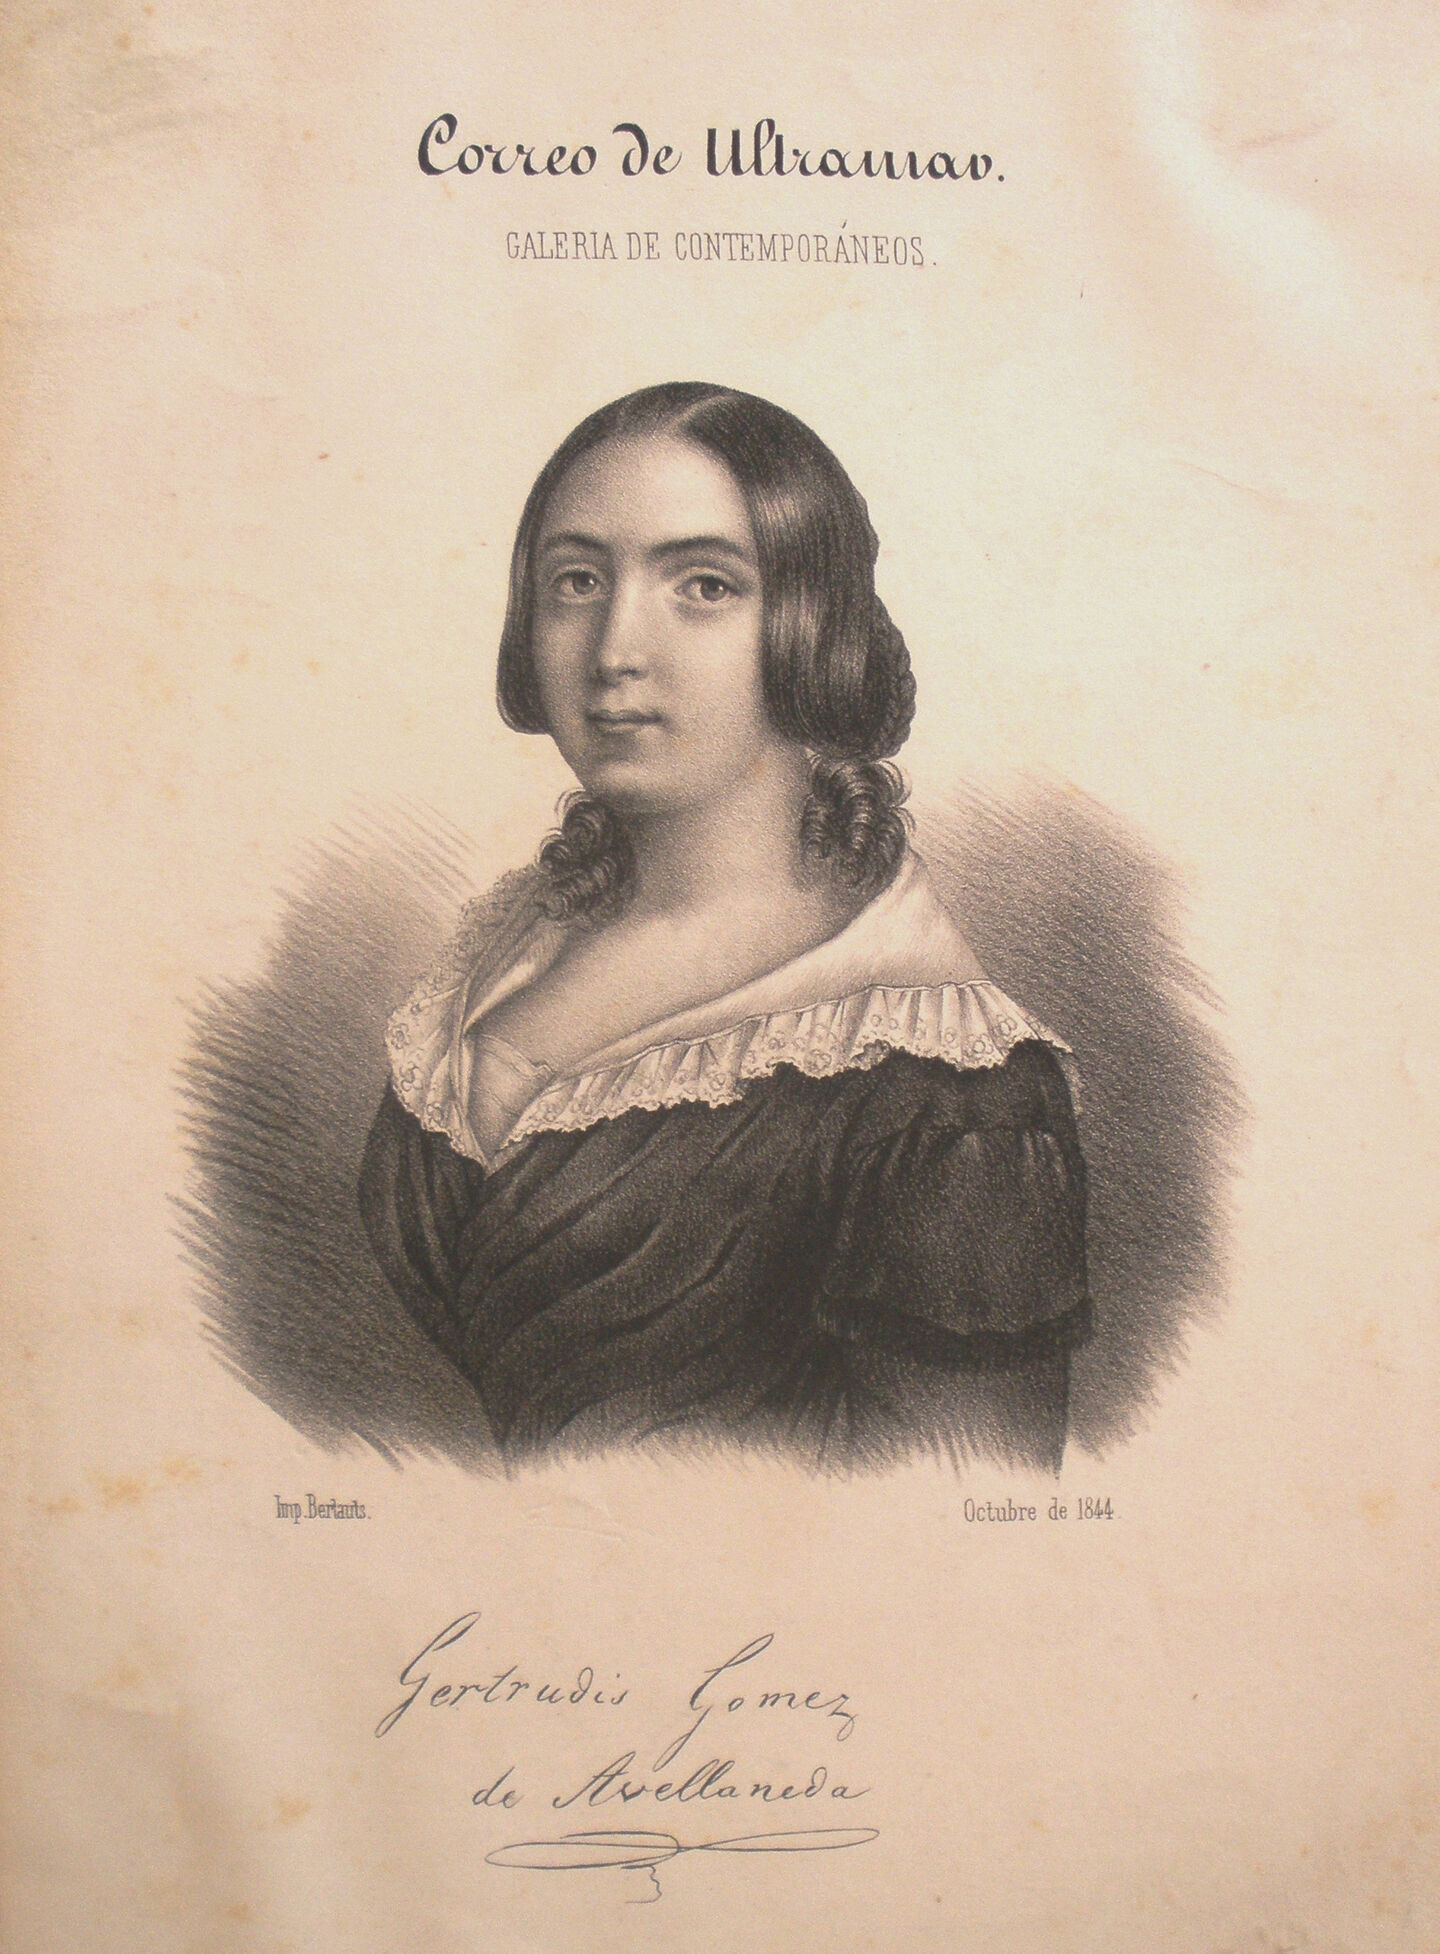 Correo de Ultramar.
GALERIA DE CONTEMPORÁNEOS.
Imp. Bertauts.
Octubre de 1844.
Gertrudis Gomez
de Avellaneda